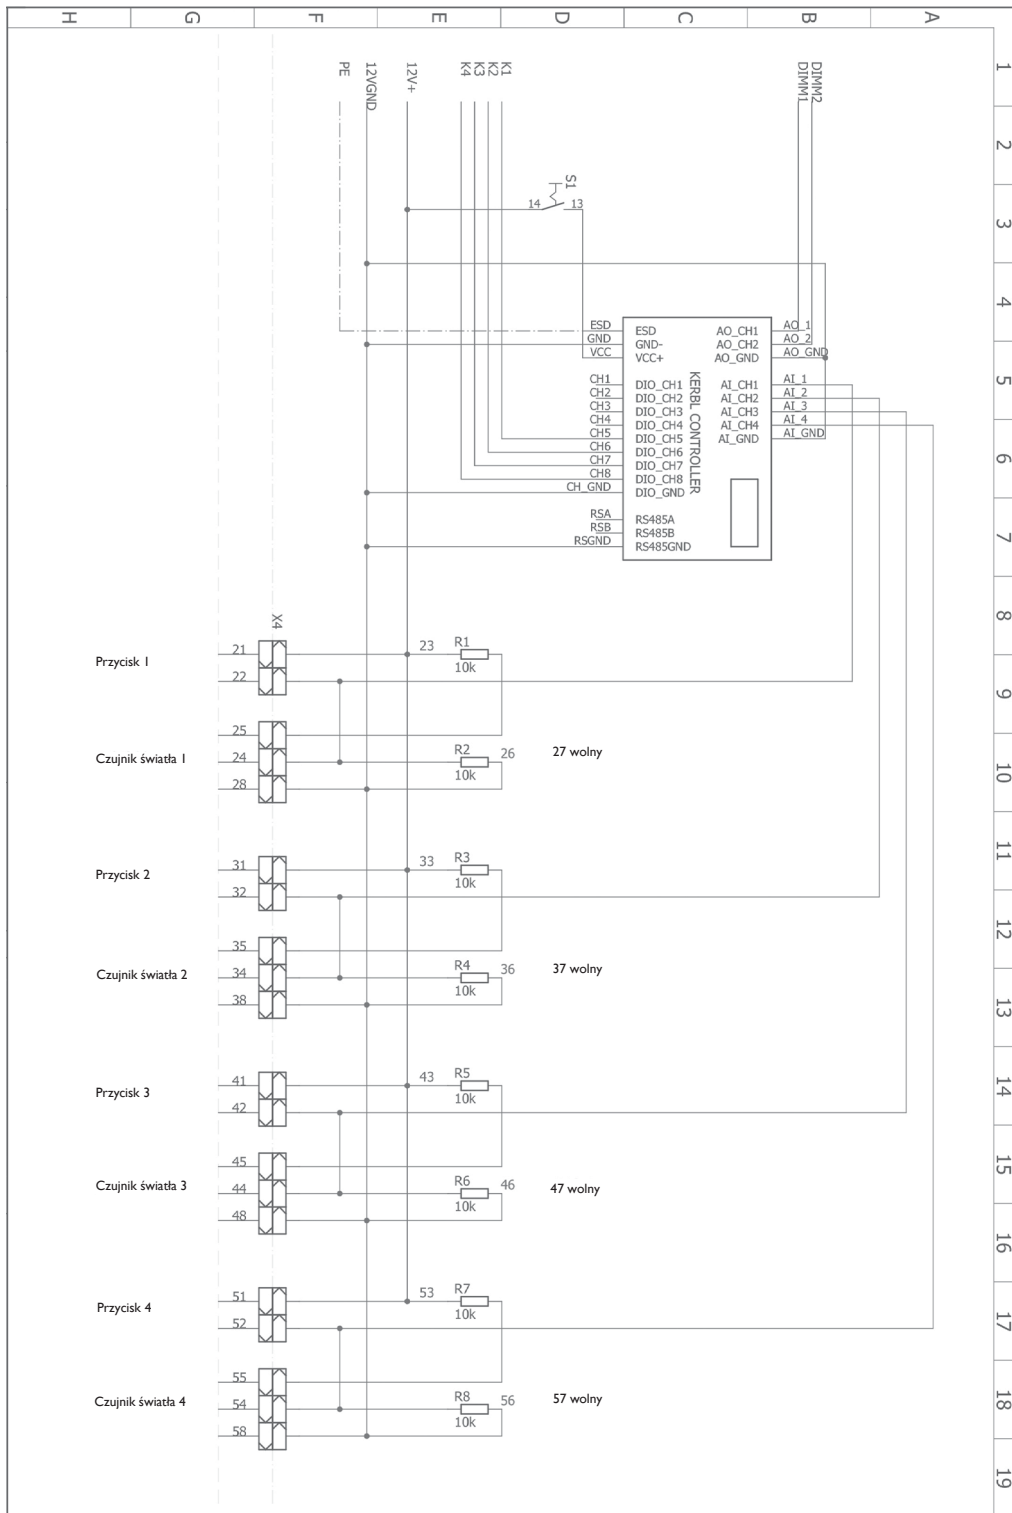 H G F E D C B A
1
2
3
4
5
6
7
8
9
10
11
12
13
14
15
16
17
18
19
PE
12VGND
12V+
K4
K3
K2
K1
DIMM1
DIMM2
S1
14 13
ESD ESD AO_CH1 AO_1
GND GND- AO_CH2 AO_2
VCC VCC+ AO_GND AO_GND
KERBL CONTROLLER
CH1 DIO_CH1 AI_CH1 AI_1
CH2 DIO_CH2 AI_CH2 AI_2
CH3 DIO_CH3 AI_CH3 AI_3
CH4 DIO_CH4 AI_CH4 AI_4
CH5 DIO_CH5 AI_GND AI_GND
CH6 DIO_CH6
CH7 DIO_CH7
CH8 DIO_CH8
CH_GND DIO_GND
RSA RS485A
RSB RS485B
RSGND RS485GND
X4
Przycisk 1
21 23 R1
10k
22
25
Czujnik światła 1
24 R2 26 27 wolny
10k
28
Przycisk 2
31 33 R3
10k
32
35
Czujnik światła 2
34 R4 36 37 wolny
10k
38
Przycisk 3
41 43 R5
10k
42
45
Czujnik światła 3
44 R6 46 47 wolny
10k
48
Przycisk 4
51 53 R7
10k
52
55
Czujnik światła 4
54 R8 56 57 wolny
10k
58